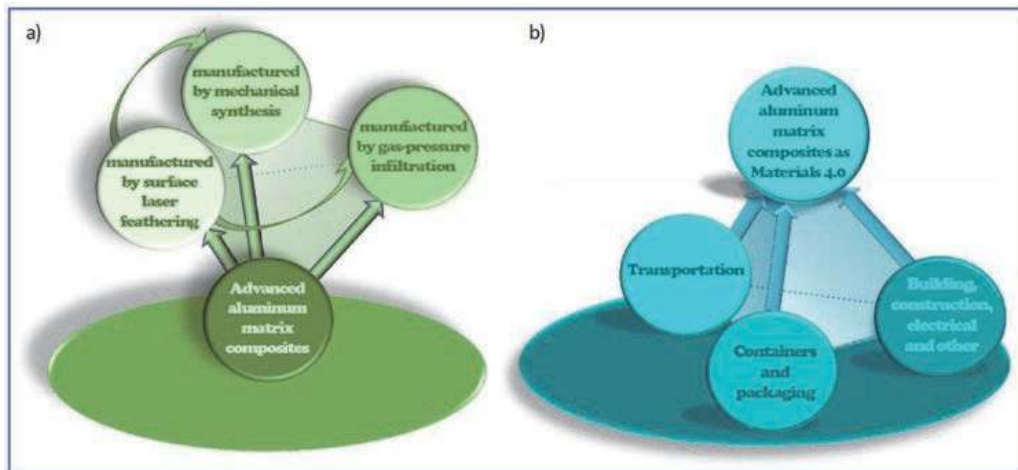 a)
manufactured
by mechanical
synthesis
manufactured
by gas-pressure
infiltration
manufactured
by surface
laser
feathering
Advanced
aluminum
matrix
composites
b)
Advanced
aluminum
matrix
composites as
Materials 4.0
Transportation
Building,
construction,
electrical
and other
Containers
and
packaging